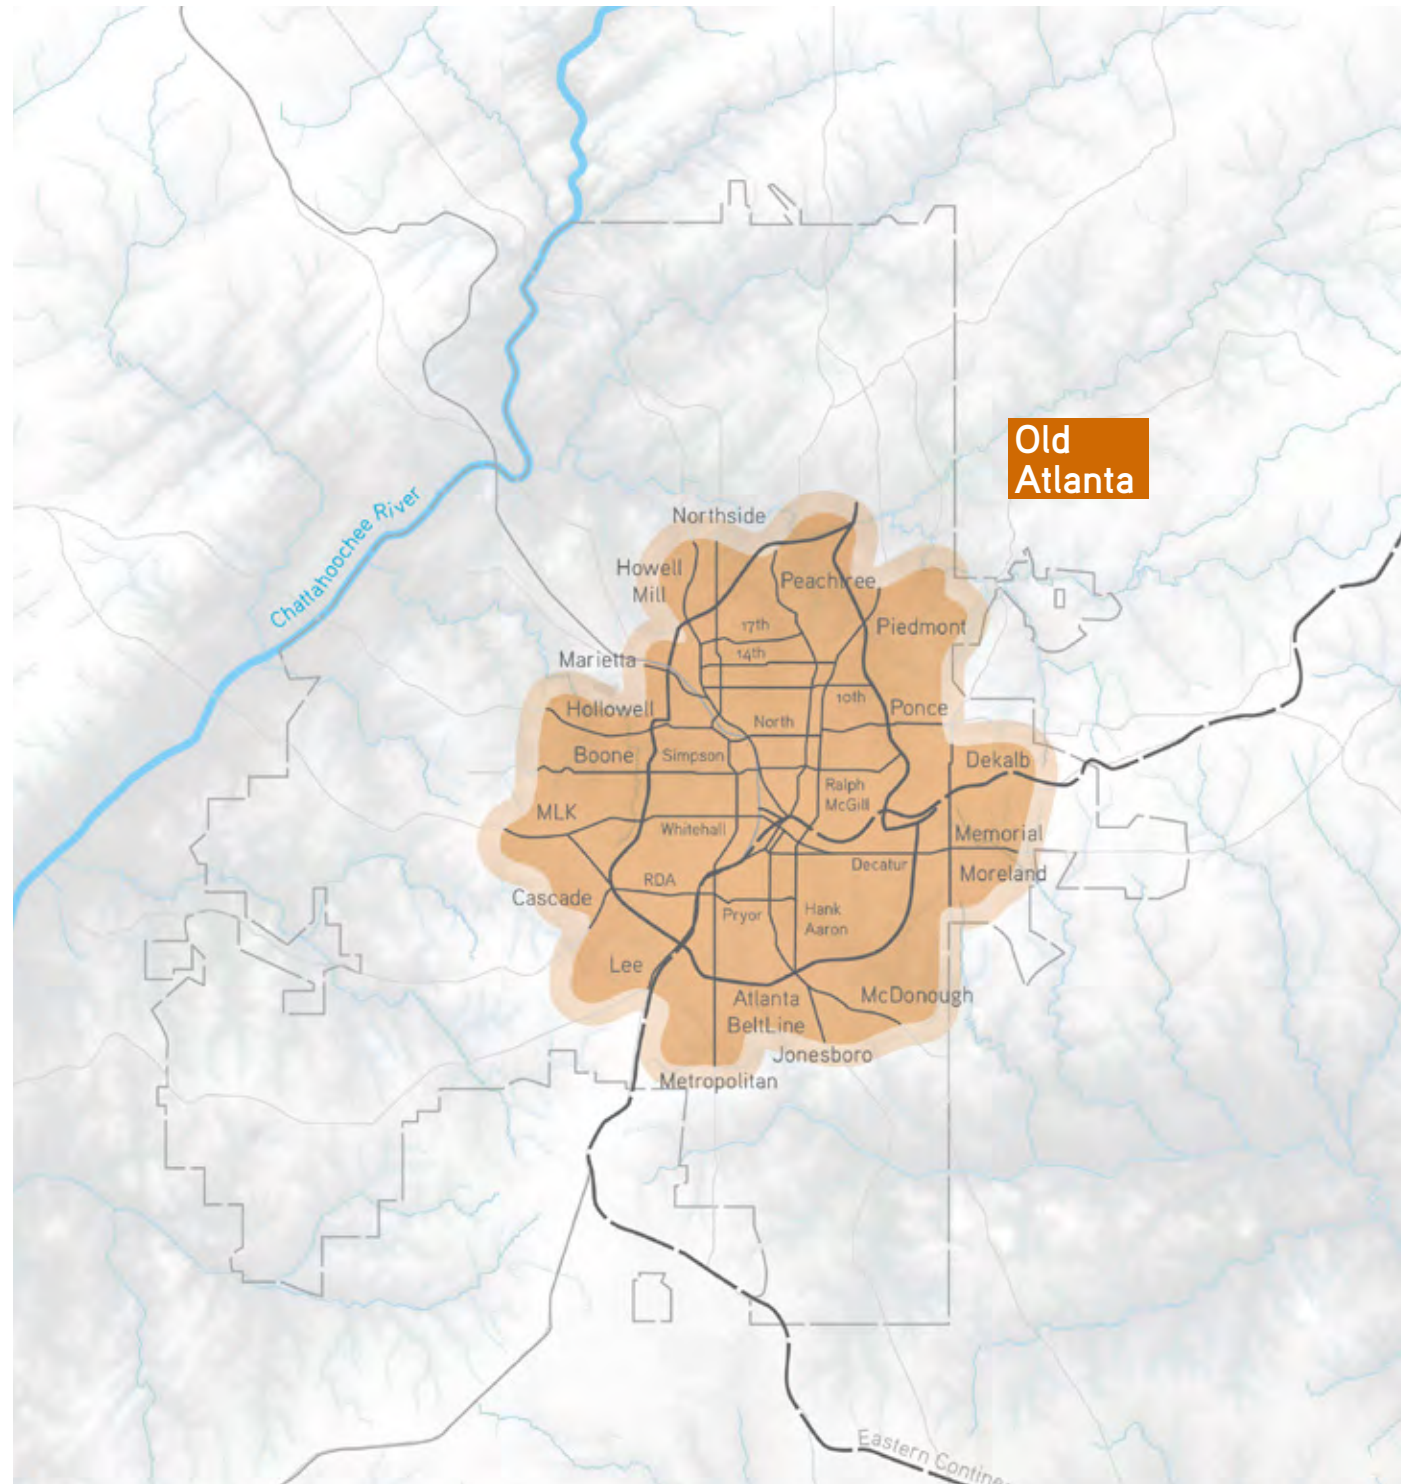 Old
Atlanta
Chattahoochee River
Northside
Howell
Mill
Peachtree
17th
Piedmont
14th
Marietta
10th
Hollowell
Ponce
North
Boone
Simpson
Dekalb
Ralph
McGill
MLK
Whitehall
Memorial
Decatur
Moreland
RDA
Cascade
Pryor
Hank
Aaron
Lee
Atlanta
BeltLine
McDonough
Jonesboro
Metropolitan
Eastern